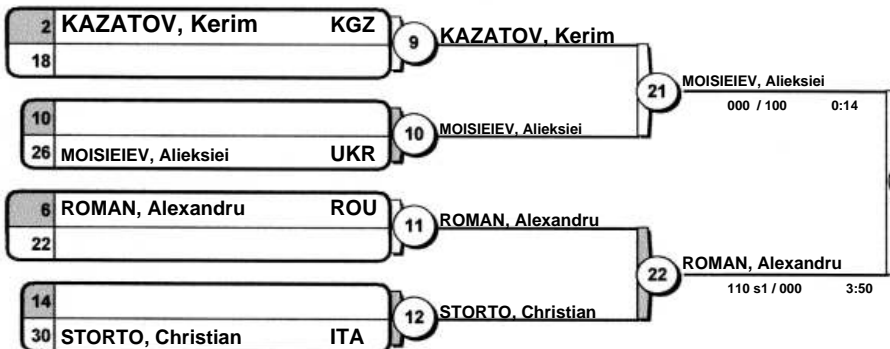 2 KAZATOV, Kerim KGZ
18
9
KAZATOV, Kerim
10
26 MOISIEIEV, Alieksiei UKR
10
MOISIEIEV, Alieksiei
21
MOISIEIEV, Alieksiei
000 / 100 0:14
6 ROMAN, Alexandru ROU
22
11
ROMAN, Alexandru
14
30 STORTO, Christian ITA
12
STORTO, Christian
22
ROMAN, Alexandru
110 s1 / 000 3:50